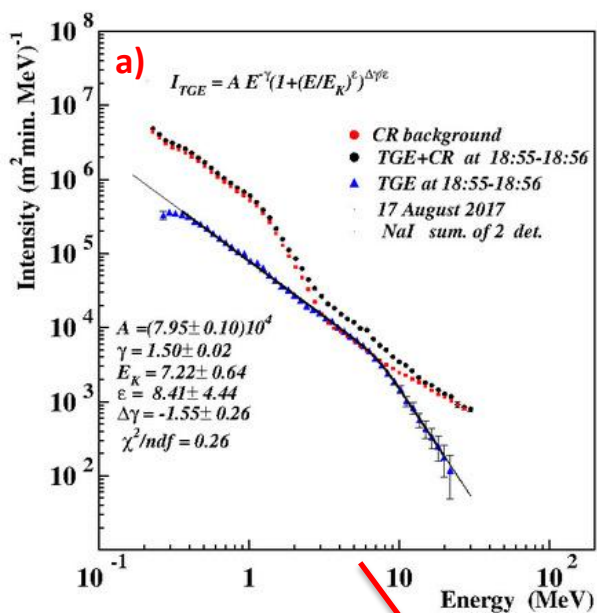 a)
I_TGE = A E^-γ(1+(E/E_K)^ε)^Δγ/ε
CR background
TGE+CR at 18:55-18:56
TGE at 18:55-18:56
17 August 2017
NaI sum. of 2 det.
A =(7.95± 0.10)10^4
γ = 1.50± 0.02
E_K = 7.22± 0.64
ε = 8.41± 4.44
Δγ = -1.55± 0.26
χ^2/ndf = 0.26
Intensity (m^2 min. MeV)^-1
10^8
10^7
10^6
10^5
10^4
10^3
10^2
10^-1
1
10
10^2
Energy (MeV)